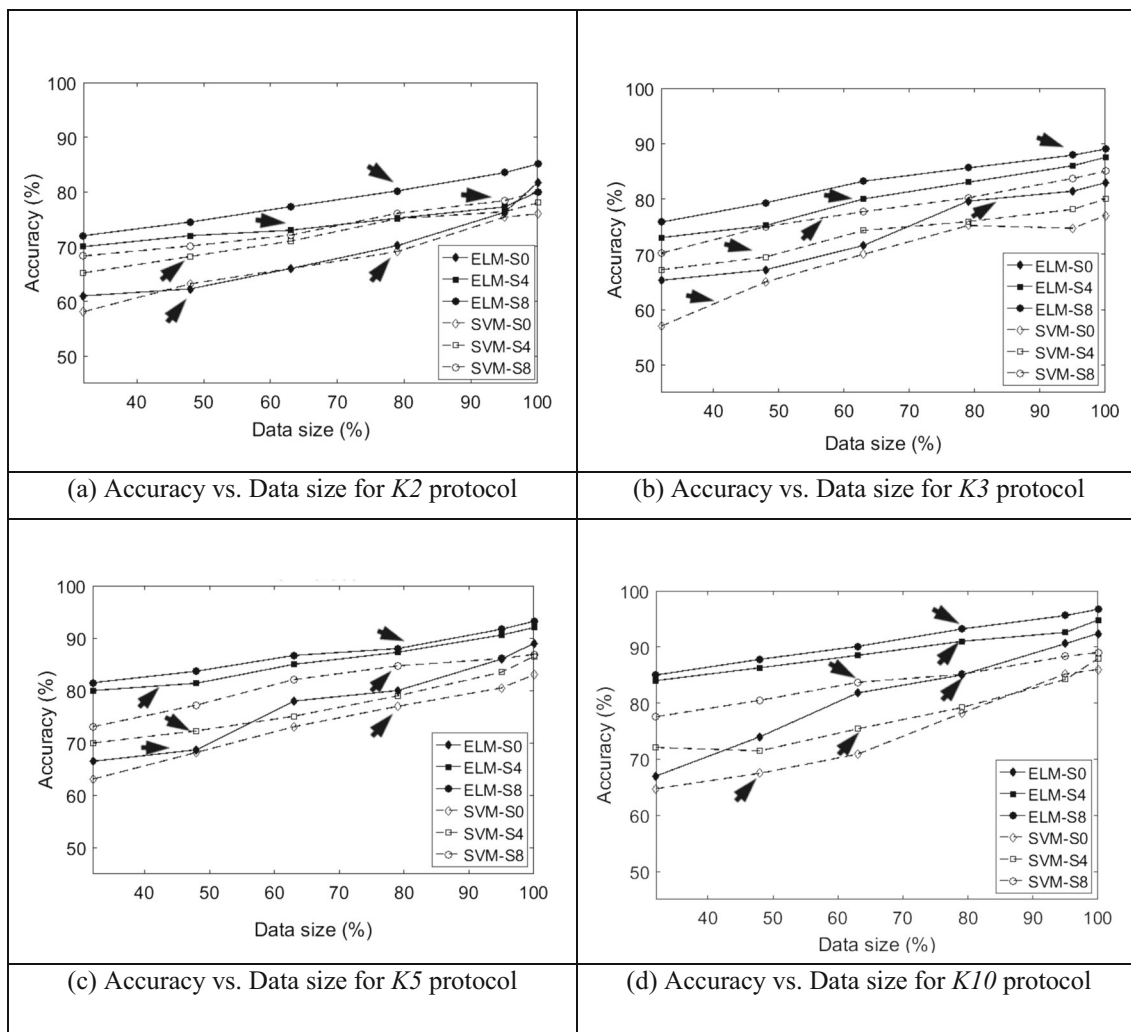 100
90
80
70
60
50
Accuracy (%)
40 50 60 70 80 90 100
Data size (%)
ELM-S0
ELM-S4
ELM-S8
SVM-S0
SVM-S4
SVM-S8
(a) Accuracy vs. Data size for K2 protocol
100
90
80
70
60
50
Accuracy (%)
40 50 60 70 80 90 100
Data size (%)
ELM-S0
ELM-S4
ELM-S8
SVM-S0
SVM-S4
SVM-S8
(b) Accuracy vs. Data size for K3 protocol
100
90
80
70
60
50
Accuracy (%)
40 50 60 70 80 90 100
Data size (%)
ELM-S0
ELM-S4
ELM-S8
SVM-S0
SVM-S4
SVM-S8
(c) Accuracy vs. Data size for K5 protocol
100
90
80
70
60
50
Accuracy (%)
40 50 60 70 80 90 100
Data size (%)
ELM-S0
ELM-S4
ELM-S8
SVM-S0
SVM-S4
SVM-S8
(d) Accuracy vs. Data size for K10 protocol